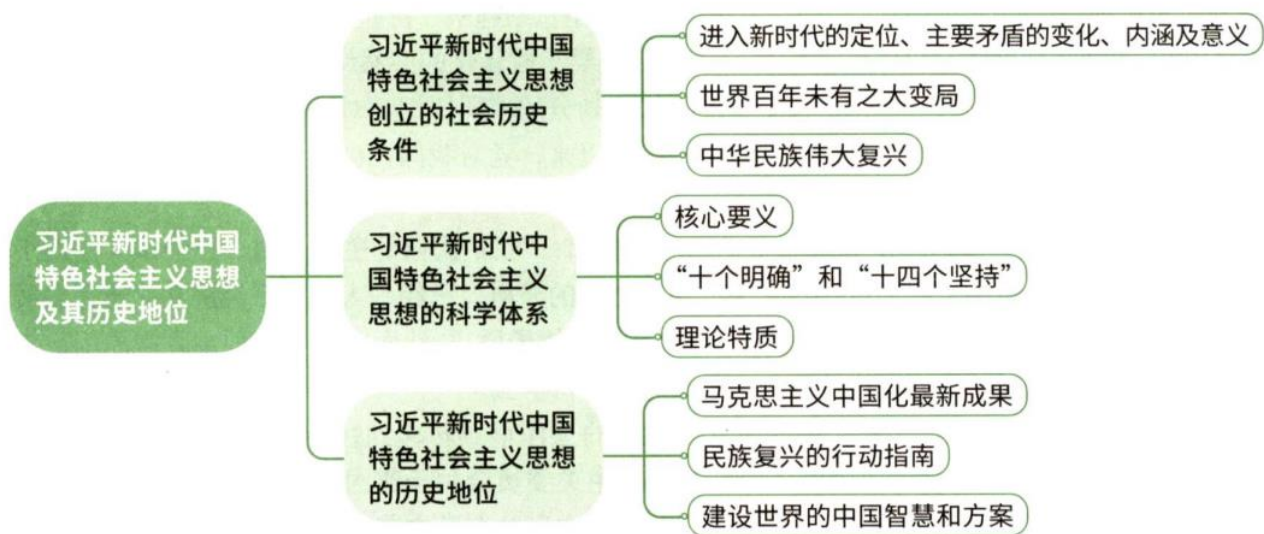 习近平新时代中国
特色社会主义思想
及其历史地位
习近平新时代中国
特色社会主义思想
创立的社会历史
条件
进入新时代的定位、主要矛盾的变化、内涵及意义
世界百年未有之大变局
中华民族伟大复兴
习近平新时代中
国特色社会主义
思想的科学体系
核心要义
“十个明确”和“十四个坚持”
理论特质
习近平新时代中国
特色社会主义思想
的历史地位
马克思主义中国化最新成果
民族复兴的行动指南
建设世界的中国智慧和方案